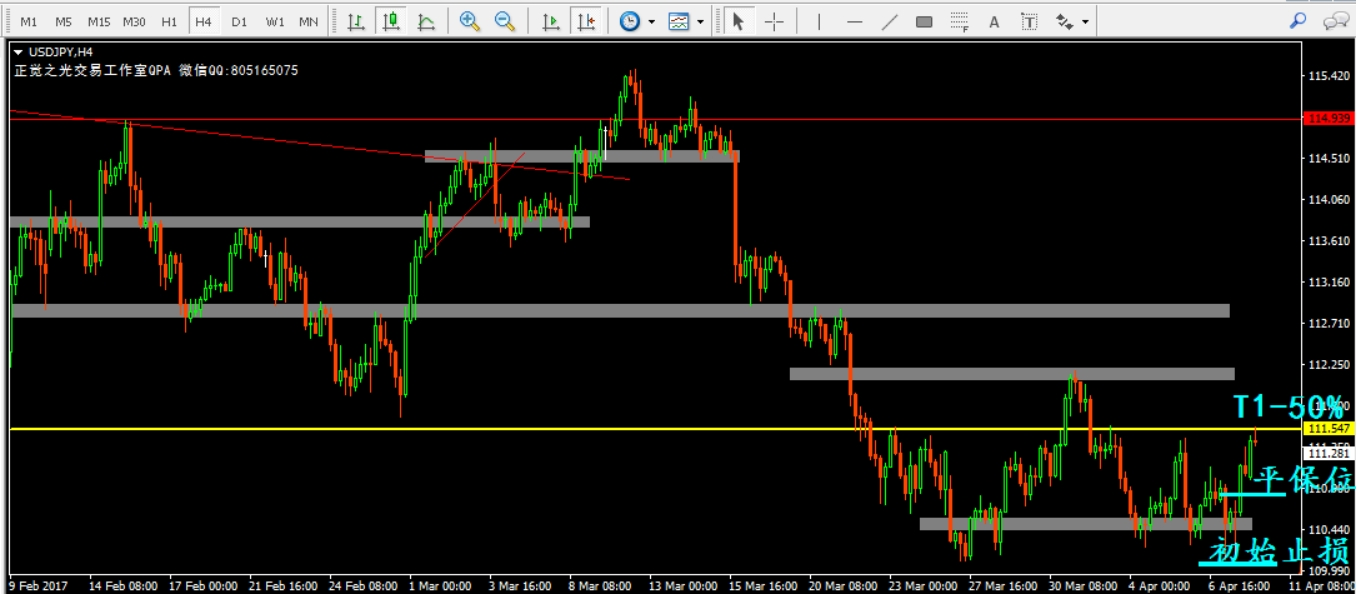 M1 M5 M15 M30 H1 H4 D1 W1 MN A T F
USDJPY,H4
正觉之光交易工作室QPA 微信QQ:805165075
115.420
114.939
114.510
114.060
113.610
113.160
112.710
112.250
T1-50%
111.547
111.281
平保位
110.440
初始止损
109.990
9 Feb 2017 14 Feb 08:00 17 Feb 00:00 21 Feb 16:00 24 Feb 08:00 1 Mar 00:00 3 Mar 16:00 8 Mar 08:00 13 Mar 00:00 15 Mar 16:00 20 Mar 08:00 23 Mar 00:00 27 Mar 16:00 30 Mar 08:00 4 Apr 00:00 6 Apr 16:00 11 Apr 08:00